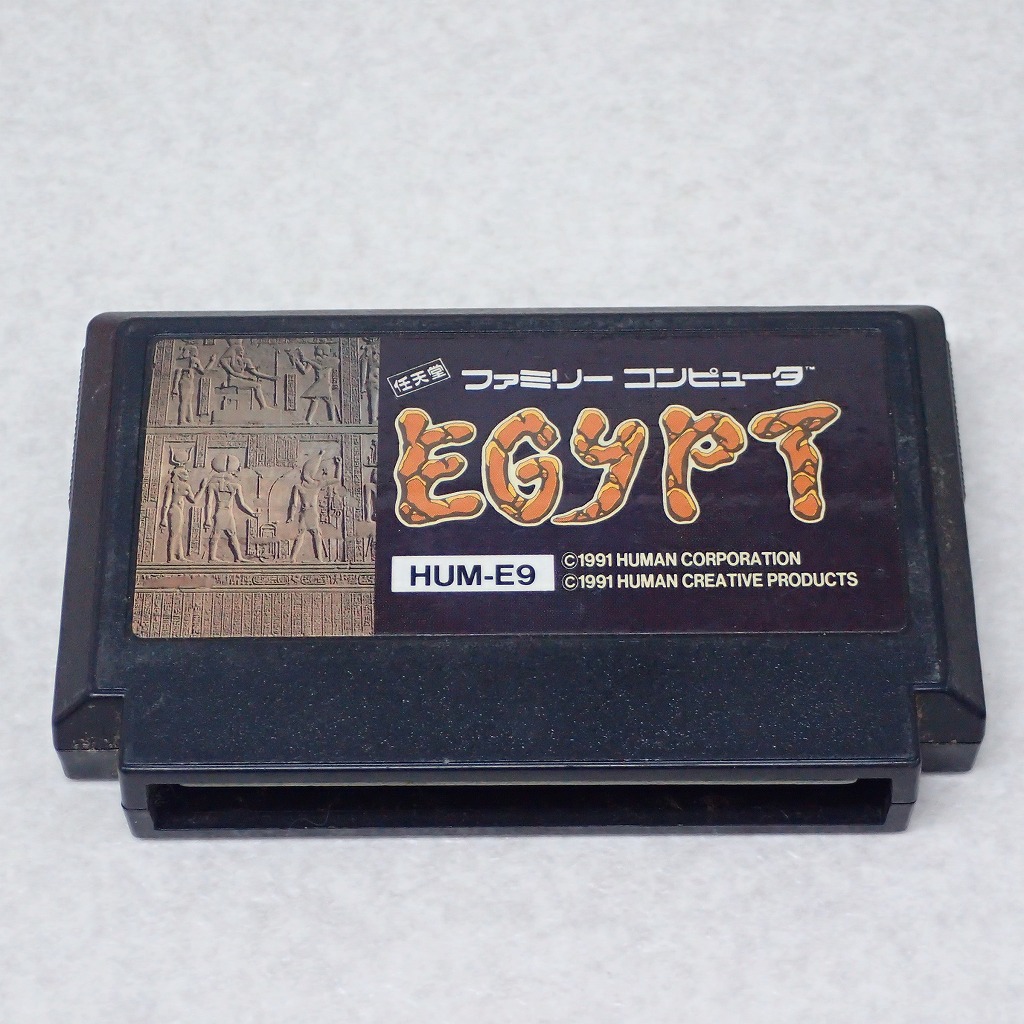 任天堂 ファミリー コンピュータ™
EGYPT
HUM-E9
©1991 HUMAN CORPORATION
©1991 HUMAN CREATIVE PRODUCTS